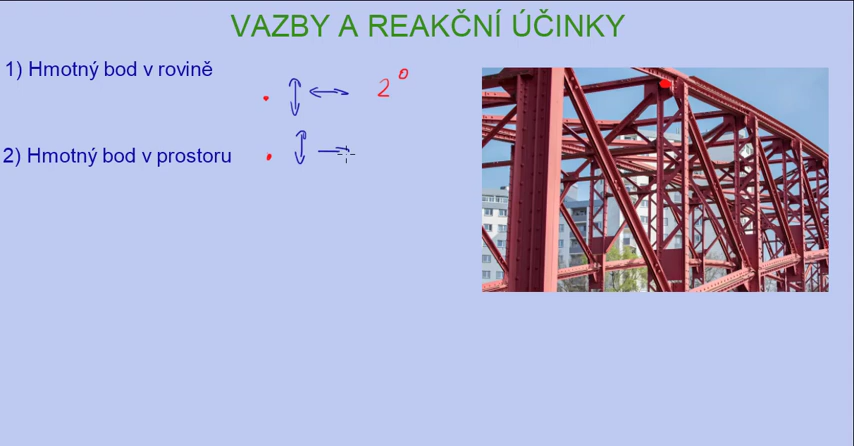 VAZBY A REAKČNÍ ÚČINKY
1) Hmotný bod v rovině
2°
2) Hmotný bod v prostoru